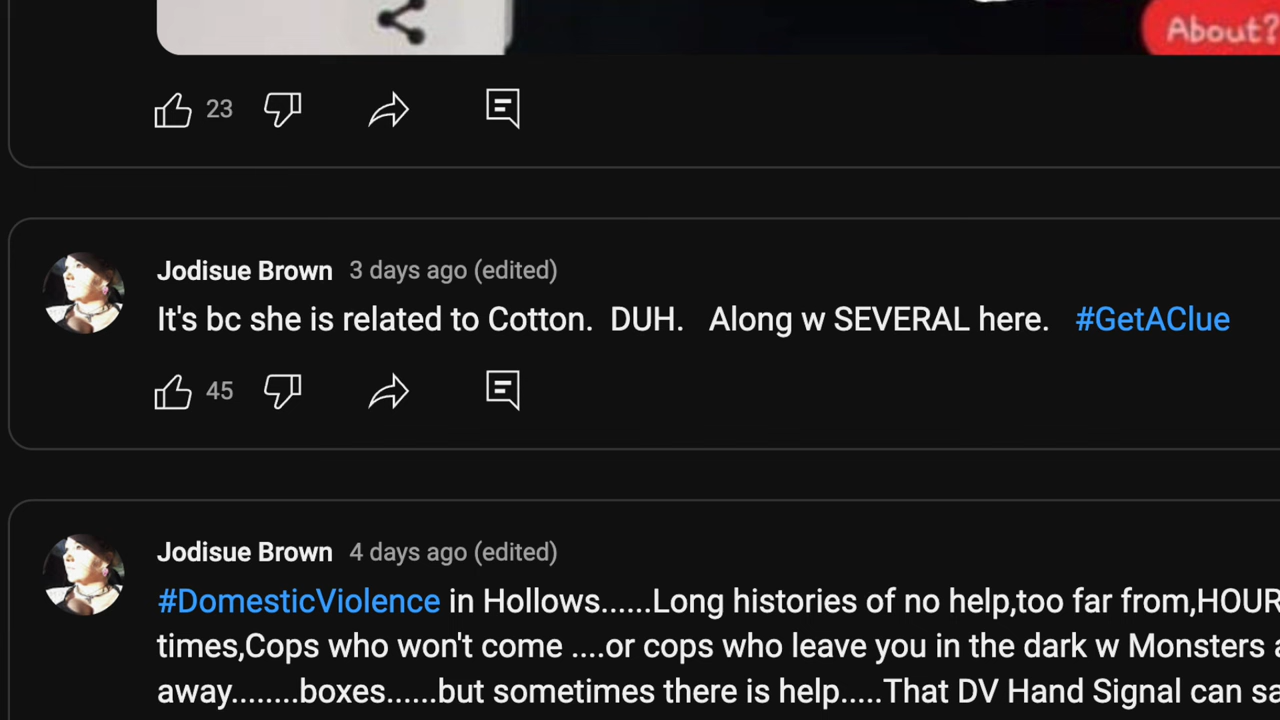 About?
23
Jodisue Brown 3 days ago (edited)
It's bc she is related to Cotton. DUH. Along w SEVERAL here. #GetAClue
45
Jodisue Brown 4 days ago (edited)
#DomesticViolence in Hollows......Long histories of no help,too far from,HOUR
times,Cops who won't come ....or cops who leave you in the dark w Monsters
away........boxes......but sometimes there is help.....That DV Hand Signal can